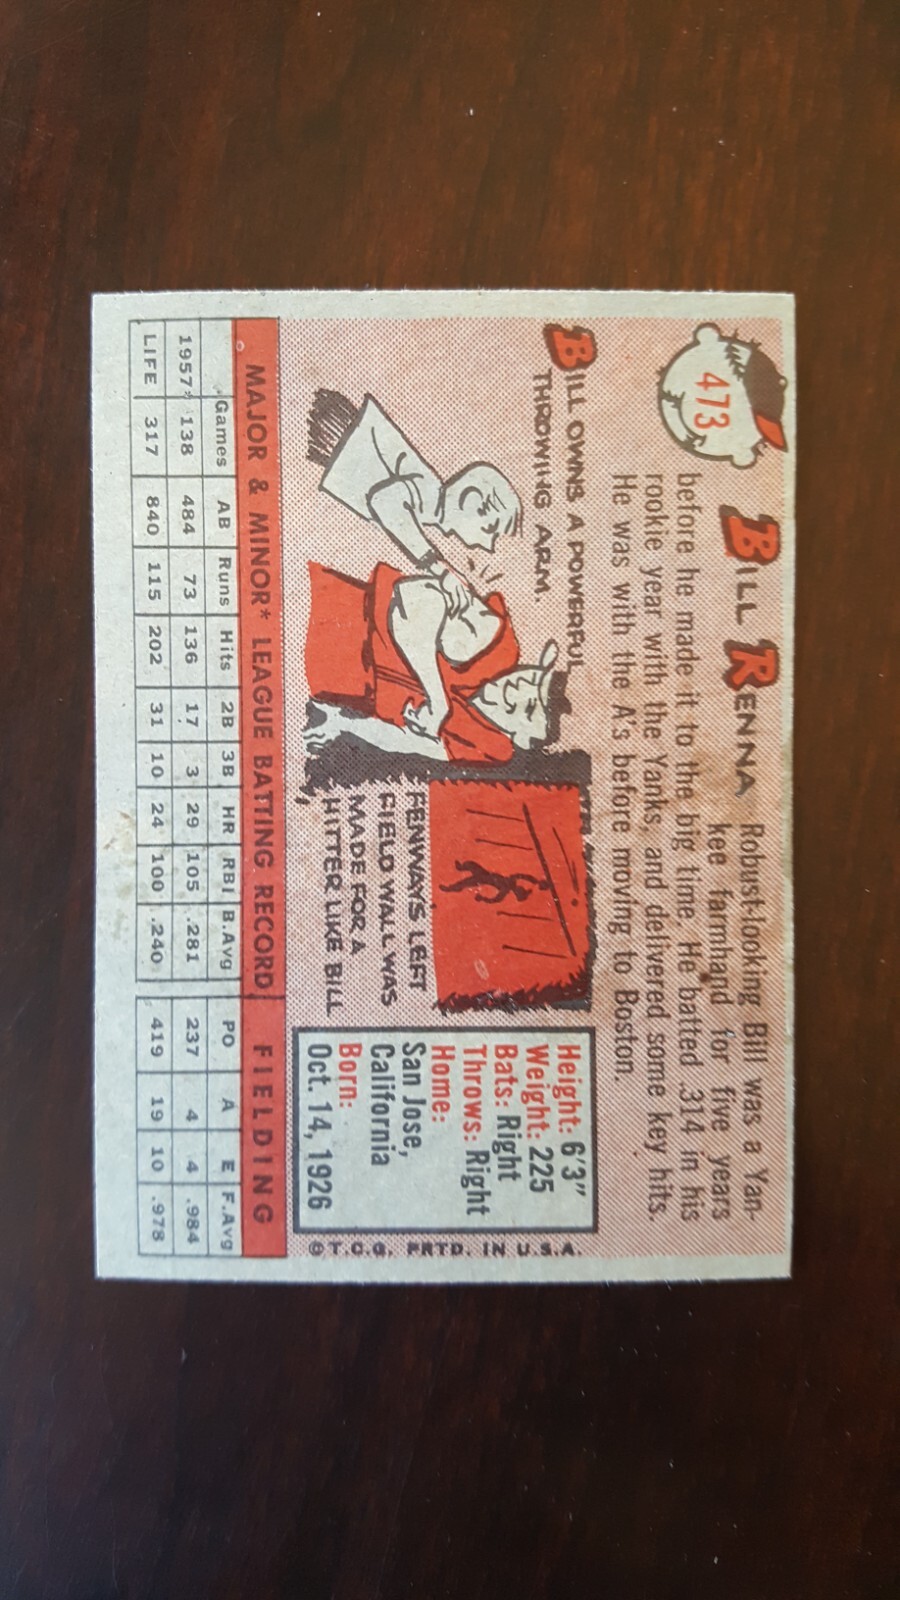 473
BILL RENNA Robust-looking Bill was a Yan-
kee farmhand for five years
before he made it to the big time. He batted .314 in his
rookie year with the Yanks, and delivered some key hits.
He was with the A's before moving to Boston.
BILL OWNS A POWERFUL
THROWING ARM
FENWAY'S LEFT
FIELD WALL WAS
MADE FOR A
HITTER LIKE BILL
Height: 6'3"
Weight: 225
Bats: Right
Throws: Right
Home:
San Jose,
California
Born:
Oct. 14, 1926
© T.C.G. PRTD. IN U.S.A.
MAJOR & MINOR* LEAGUE BATTING RECORD FIELDING
Games AB Runs Hits 2B 3B HR RBI B.Avg PO A E F.Avg
1957* 138 484 73 136 17 3 29 105 .281 237 4 4 .984
LIFE 317 840 115 202 31 10 24 100 .240 419 19 10 .978